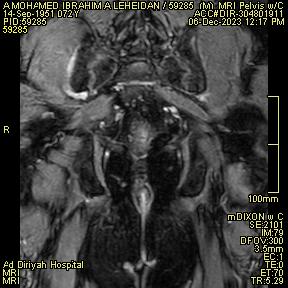 A MOHAMED IBRAHIM A LEHEIDAN / 59285 (M) MRI Pelvis w/C
14-Sep-1951 072Y ACC#DIR-304801911
PID:59285 06-Dec-2023 12:17 PM
59285
R
100mm
mDIXON w C
SE:2101
IM:79
DFOV:300
3.5mm
EC:1
Ad Diriyah Hospital TE:0
MRI ET:70
MRI TR:5.29